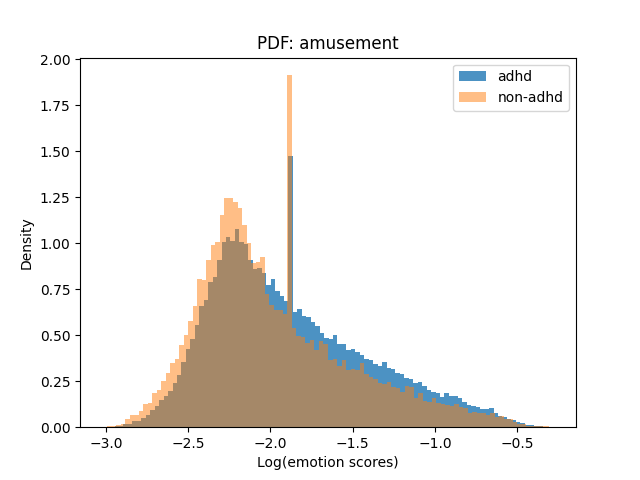 PDF: amusement
adhd
non-adhd
Density
2.00
1.75
1.50
1.25
1.00
0.75
0.50
0.25
0.00
−3.0 −2.5 −2.0 −1.5 −1.0 −0.5
Log(emotion scores)